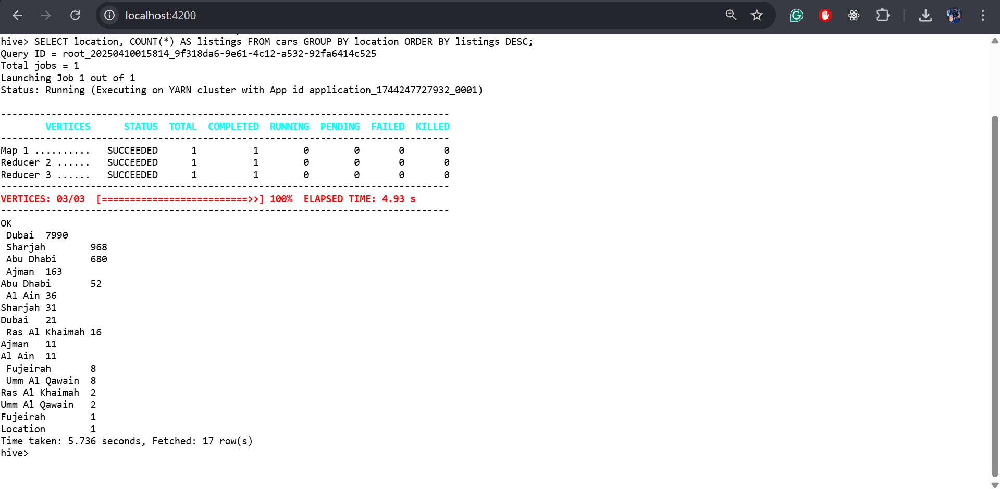 localhost:4200
hive> SELECT location, COUNT(*) AS listings FROM cars GROUP BY location ORDER BY listings DESC;
Query ID = root_20250410015814_9f318da6-9e61-4c12-a532-92fa6414c525
Total jobs = 1
Launching Job 1 out of 1
Status: Running (Executing on YARN cluster with App id application_1744247727932_0001)

--------------------------------------------------------------------------------
        VERTICES      STATUS  TOTAL  COMPLETED  RUNNING  PENDING  FAILED  KILLED
--------------------------------------------------------------------------------
Map 1 ..........   SUCCEEDED      1          1        0        0       0       0
Reducer 2 ......   SUCCEEDED      1          1        0        0       0       0
Reducer 3 ......   SUCCEEDED      1          1        0        0       0       0
--------------------------------------------------------------------------------
VERTICES: 03/03  [==========================>>] 100%  ELAPSED TIME: 4.93 s
--------------------------------------------------------------------------------
OK
 Dubai  7990
 Sharjah        968
 Abu Dhabi      680
 Ajman  163
Abu Dhabi       52
 Al Ain 36
Sharjah 31
Dubai   21
 Ras Al Khaimah 16
Ajman   11
Al Ain  11
 Fujeirah       8
 Umm Al Qawain  8
Ras Al Khaimah  2
Umm Al Qawain   2
Fujeirah        1
Location        1
Time taken: 5.736 seconds, Fetched: 17 row(s)
hive>